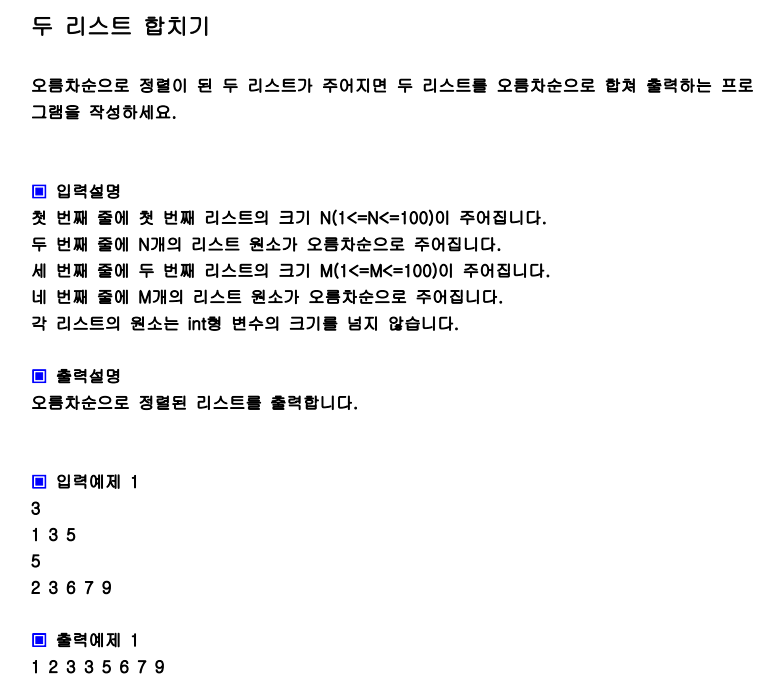 두 리스트 합치기
오름차순으로 정렬이 된 두 리스트가 주어지면 두 리스트를 오름차순으로 합쳐 출력하는 프로
그램을 작성하세요.
▣ 입력설명
첫 번째 줄에 첫 번째 리스트의 크기 N(1<=N<=100)이 주어집니다.
두 번째 줄에 N개의 리스트 원소가 오름차순으로 주어집니다.
세 번째 줄에 두 번째 리스트의 크기 M(1<=M<=100)이 주어집니다.
네 번째 줄에 M개의 리스트 원소가 오름차순으로 주어집니다.
각 리스트의 원소는 int형 변수의 크기를 넘지 않습니다.
▣ 출력설명
오름차순으로 정렬된 리스트를 출력합니다.
▣ 입력예제 1
3
1 3 5
5
2 3 6 7 9
▣ 출력예제 1
1 2 3 3 5 6 7 9